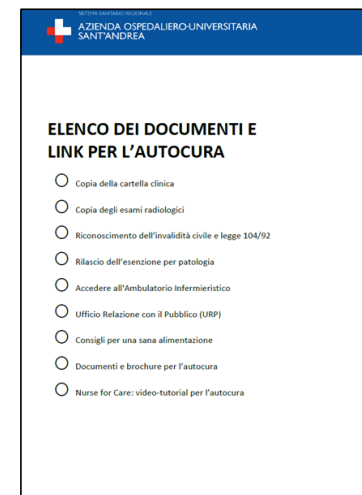 SISTEMA SANITARIO REGIONALE
AZIENDA OSPEDALIERO-UNIVERSITARIA
SANT'ANDREA
ELENCO DEI DOCUMENTI E
LINK PER L'AUTOCURA
Copia della cartella clinica
Copia degli esami radiologici
Riconoscimento dell'invalidità civile e legge 104/92
Rilascio dell'esenzione per patologia
Accedere all'Ambulatorio Infermieristico
Ufficio Relazione con il Pubblico (URP)
Consigli per una sana alimentazione
Documenti e brochure per l'autocura
Nurse for Care: video-tutorial per l'autocura